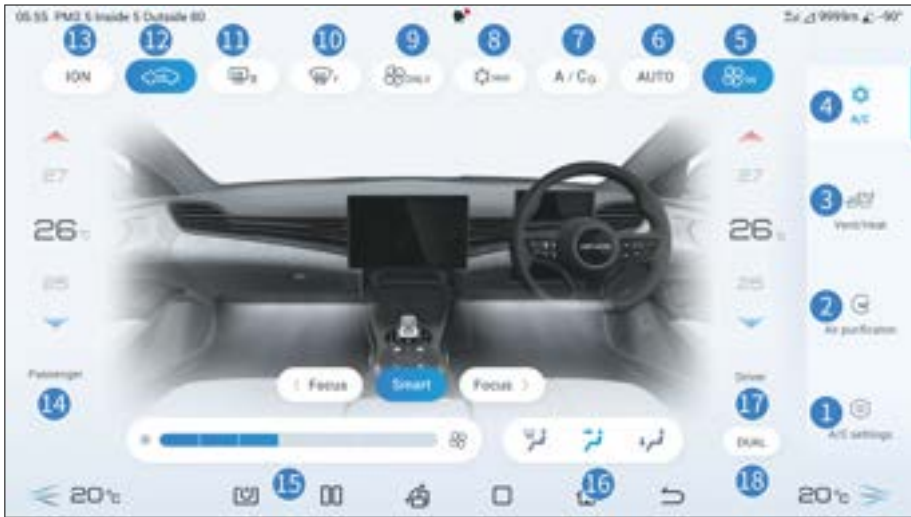 05:55 PM2.5 Inside 5 Outside 80
9999m -90°
13 12 11 10 9 8 7 6 5
ION
A / C
AUTO
4
A/C
27
27
3
26 °c
26
Vent/Heat
25
25
2
Air purification
Passenger
Driver
‹ Focus
Smart
Focus ›
14
17
1
DUAL
A/C settings
15
16
18
20°c
20°c